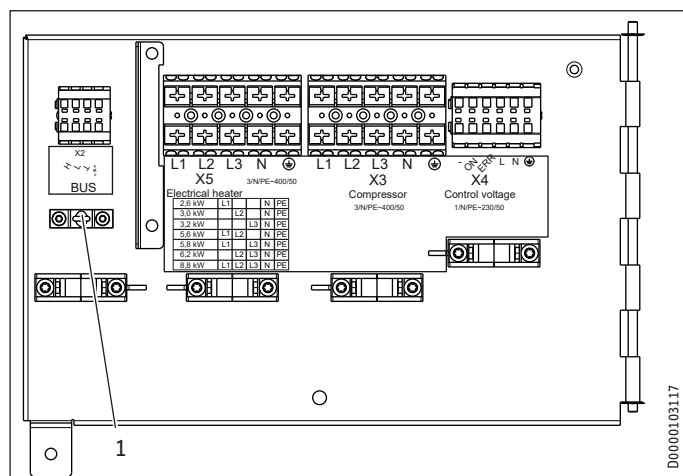 X2
H
L
BUS
L1 L2 L3 N
X5
3/N/PE~400/50
Electrical heater
2,6 kW L1 N PE
3,0 kW L2 N PE
3,2 kW L3 N PE
5,6 kW L1 L2 N PE
5,8 kW L1 L3 N PE
6,2 kW L2 L3 N PE
8,8 kW L1 L2 L3 N PE
L1 L2 L3 N
X3
Compressor
3/N/PE~400/50
- ON ERR L N
X4
Control voltage
1/N/PE~230/50
1
D0000103117